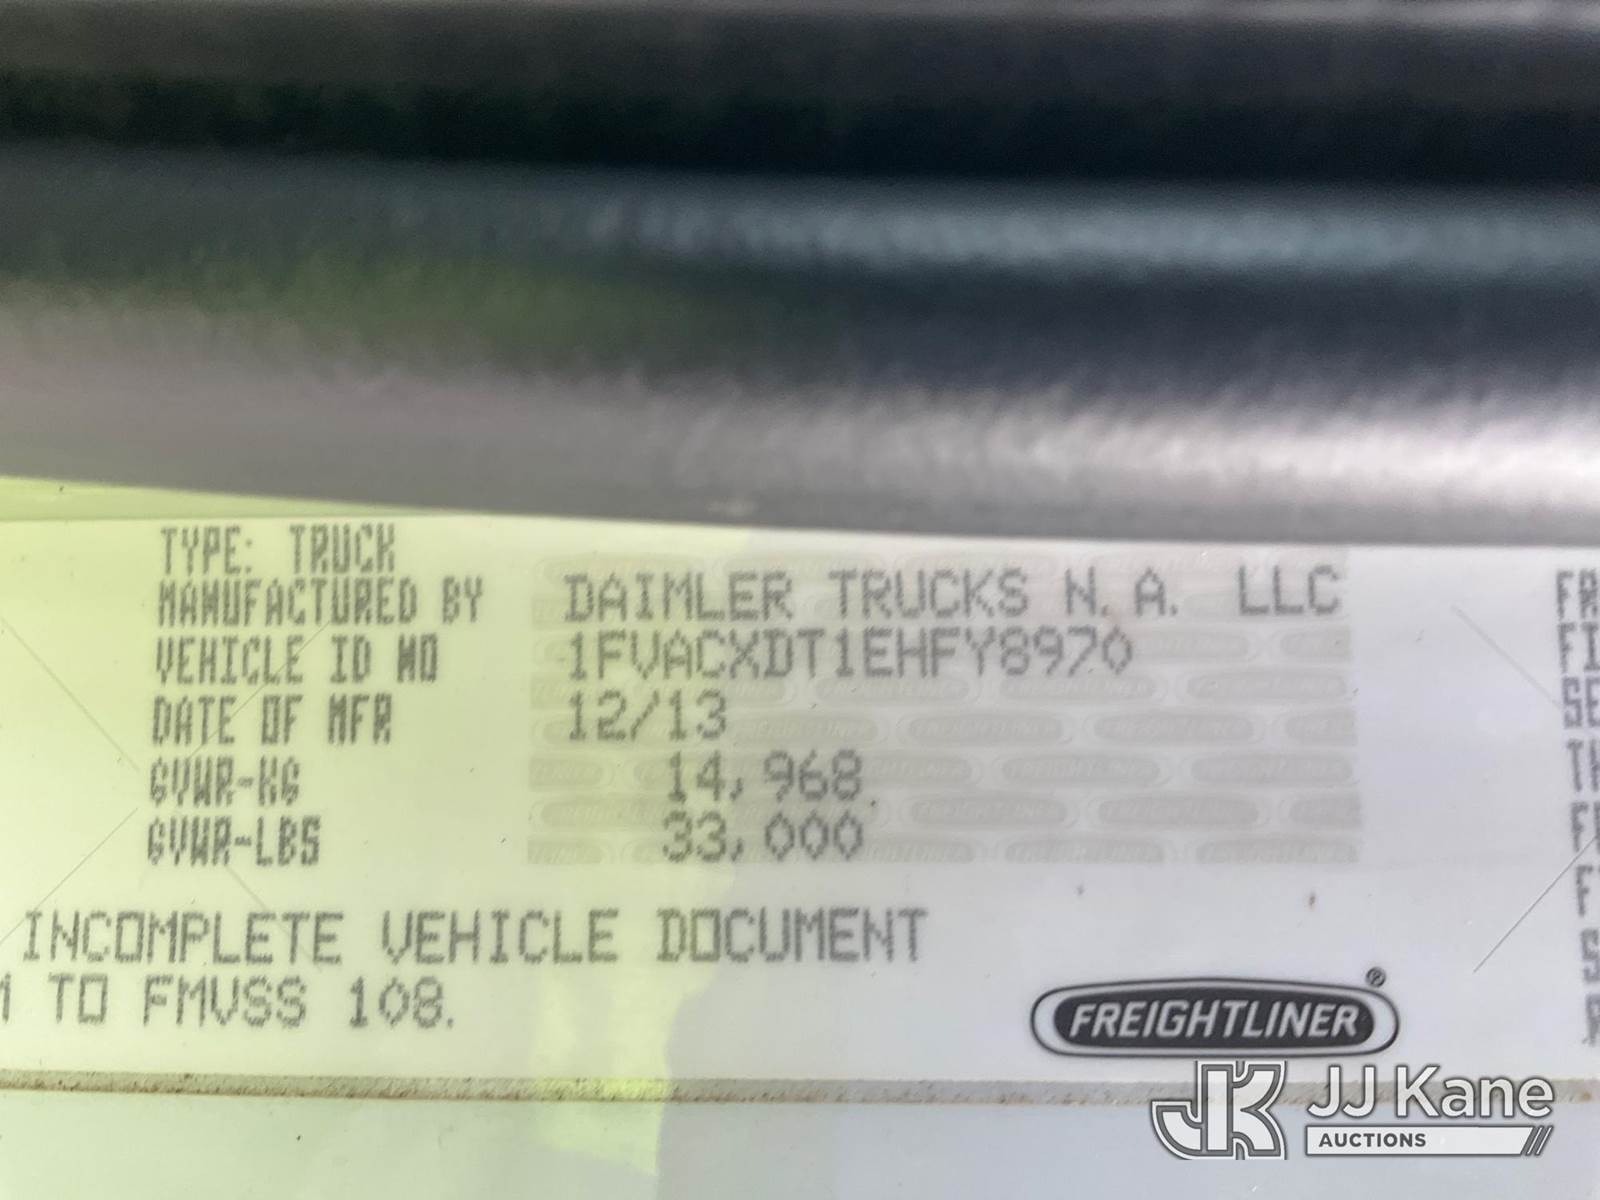 TYPE: TRUCK
MANUFACTURED BY DAIMLER TRUCKS N.A. LLC
VEHICLE ID NO 1FVACXDT1EHFY8970
DATE OF MFR 12/13
GVWR-KG 14,968
GVWR-LBS 33,000
INCOMPLETE VEHICLE DOCUMENT
TO FMVSS 108.
FREIGHTLINER®
JJ Kane
AUCTIONS